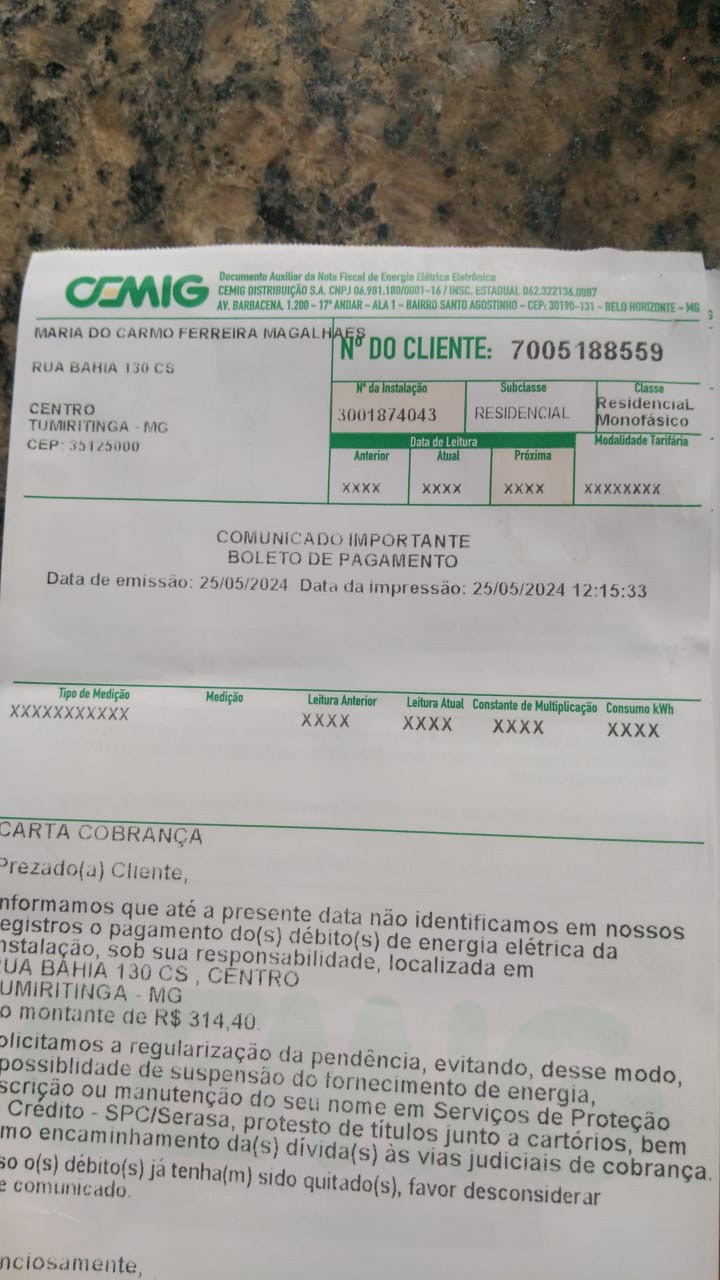 CEMIG
Documento Auxiliar da Nota Fiscal de Energia Elétrica Eletrônica
CEMIG DISTRIBUIÇÃO S.A. CNPJ 06.981.180/0001-16 / INSC. ESTADUAL 062.322136.0087
AV. BARBACENA, 1.200 - 17º ANDAR - ALA 1 - BAIRRO SANTO AGOSTINHO - CEP: 30190-131 - BELO HORIZONTE - MG
MARIA DO CARMO FERREIRA MAGALHAES
RUA BAHIA 130 CS
CENTRO
TUMIRITINGA - MG
CEP: 35125000
Nº DO CLIENTE: 7005188559
Nº da Instalação Subclasse Classe
3001874043 RESIDENCIAL Residencial Monofásico
Data de Leitura Modalidade Tarifária
Anterior Atual Próxima
XXXX XXXX XXXX XXXXXXXX
COMUNICADO IMPORTANTE
BOLETO DE PAGAMENTO
Data de emissão: 25/05/2024 Data da impressão: 25/05/2024 12:15:33
Tipo de Medição Medição Leitura Anterior Leitura Atual Constante de Multiplicação Consumo kWh
XXXXXXXXXXX XXXX XXXX XXXX XXXX
CARTA COBRANÇA
Prezado(a) Cliente,
nformamos que até a presente data não identificamos em nossos
egistros o pagamento do(s) débito(s) de energia elétrica da
nstalação, sob sua responsabilidade, localizada em
UA BAHIA 130 CS , CENTRO
UMIRITINGA - MG
o montante de R$ 314,40.
olicitamos a regularização da pendência, evitando, desse modo,
possiblidade de suspensão do fornecimento de energia,
scrição ou manutenção do seu nome em Serviços de Proteção
Crédito - SPC/Serasa, protesto de títulos junto a cartórios, bem
mo encaminhamento da(s) dívida(s) às vias judiciais de cobrança.
so o(s) débito(s) já tenha(m) sido quitado(s), favor desconsiderar
e comunicado.
nciosamente,